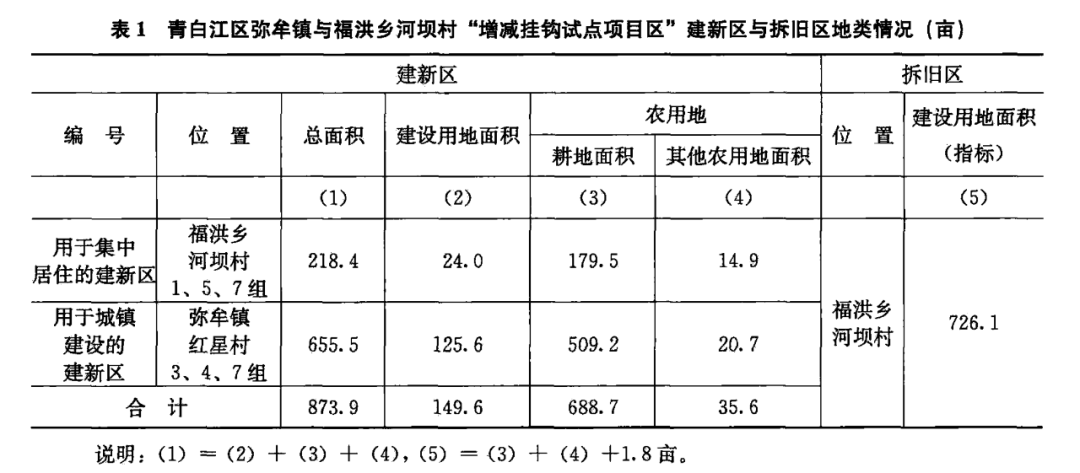 表 1 青白江区弥牟镇与福洪乡河坝村“增减挂钩试点项目区”建新区与拆旧区地类情况（亩）
建新区 拆旧区
编 号 位 置 总面积 建设用地面积 农用地 位 置 建设用地面积（指标）
耕地面积 其他农用地面积
（1） （2） （3） （4） （5）
用于集中
居住的建新区
福洪乡
河坝村
1、5、7 组
218.4 24.0 179.5 14.9
用于城镇
建设的
建新区
弥牟镇
红星村
3、4、7 组
655.5 125.6 509.2 20.7
福洪乡
河坝村
726.1
合 计 873.9 149.6 688.7 35.6
说明：（1）＝（2）＋（3）＋（4），（5）＝（3）＋（4）+1.8 亩。